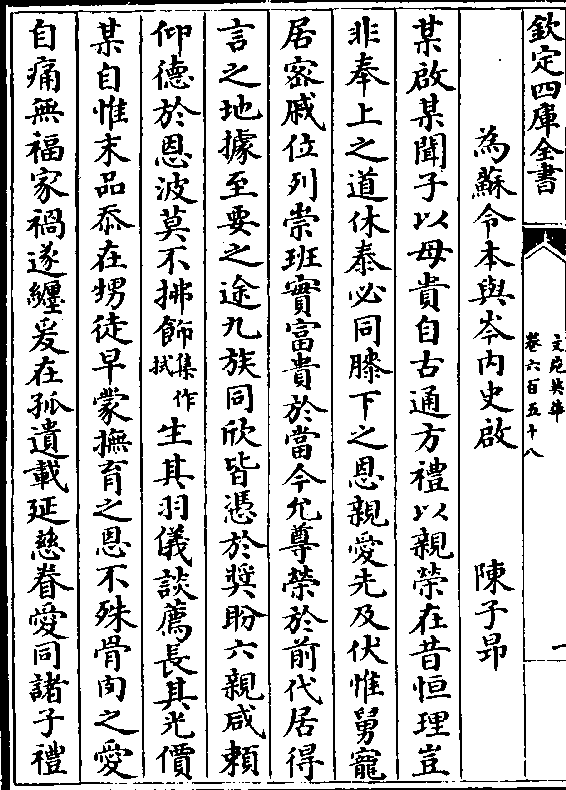 欽定四庫全書
文苑英華
卷六百五十八
一
為蘇令本與岑内史啟
陳子昻
某啟某聞子以母貴自古通方禮以親榮在昔恒理豈
非奉上之道休泰必同膝下之恩親愛先及伏惟舅寵
居密戚位列崇班實富貴於當今允尊榮於前代居得
言之地據至要之途九族同欣皆憑於奬盼六親咸頼
仰德於恩波莫不拂飾集作拭生其羽儀談薦長其光價
某自惟末品忝在甥徒早蒙撫育之恩不殊骨肉之愛
自痛無福家禍遂纏爰在孤遺載延慈眷愛同諸子禮